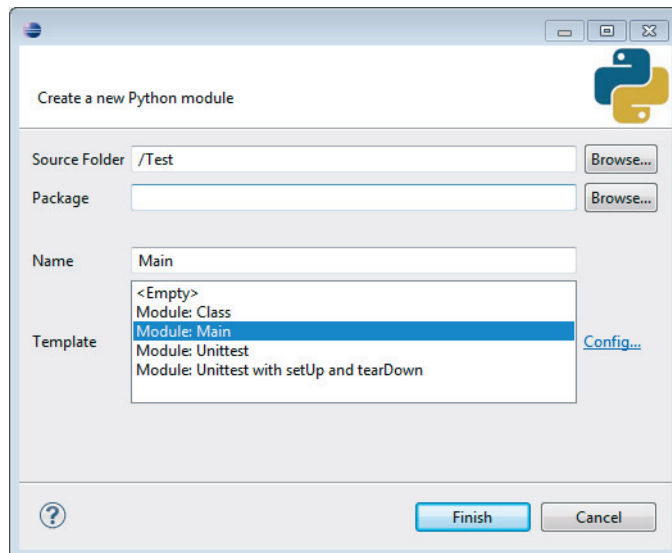 Create a new Python module
Source Folder /Test Browse...
Package Browse...
Name Main
<Empty>
Module: Class
Module: Main
Template Module: Unittest Config...
Module: Unittest with setUp and tearDown
? Finish Cancel